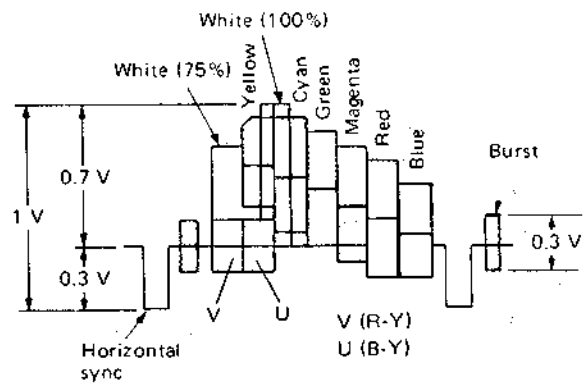 White (100%)
White (75%)
Yellow
Cyan
Green
Magenta
Red
Blue
Burst
0.7 V
1 V
0.3 V
0.3 V
V
U
V (R-Y)
U (B-Y)
Horizontal
sync